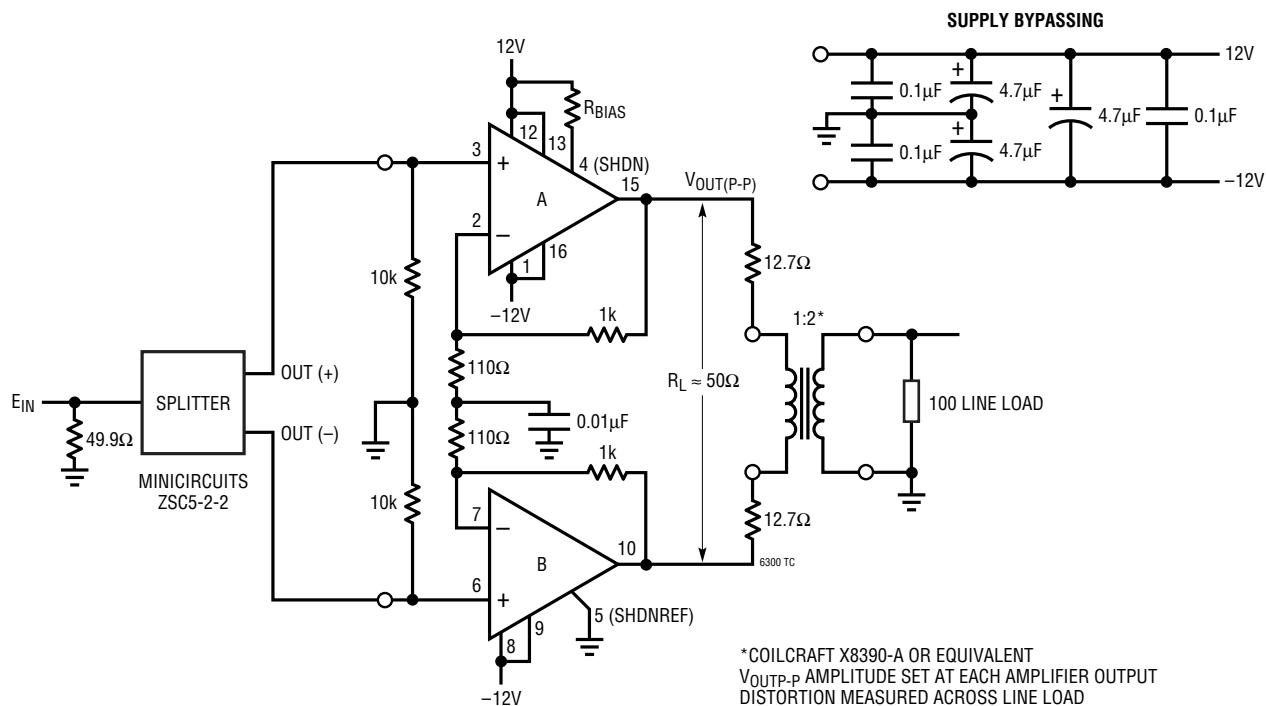 SUPPLY BYPASSING
12V
0.1µF
+
4.7µF
+
4.7µF
0.1µF
0.1µF
+
4.7µF
–12V
12V
RBIAS
12
13
3
+
4 (SHDN)
15
A
VOUT(P-P)
2
–
16
1
–12V
12.7Ω
10k
1k
1:2*
110Ω
OUT (+)
RL ≈ 50Ω
EIN
SPLITTER
100 LINE LOAD
0.01µF
49.9Ω
OUT (–)
110Ω
1k
MINICIRCUITS
ZSC5-2-2
10k
12.7Ω
7
–
10
B
6300 TC
6
+
5 (SHDNREF)
9
8
–12V
*COILCRAFT X8390-A OR EQUIVALENT
VOUTP-P AMPLITUDE SET AT EACH AMPLIFIER OUTPUT
DISTORTION MEASURED ACROSS LINE LOAD